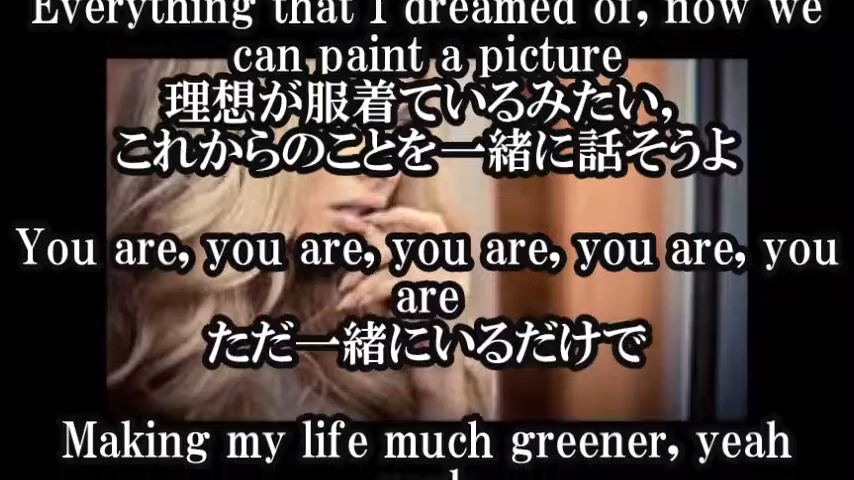 Everything that I dreamed of, now we
can paint a picture
理想が服着ているみたい，
これからのことを一緒に話そうよ
You are, you are, you are, you are, you
are
ただ一緒にいるだけで
Making my life much greener, yeah